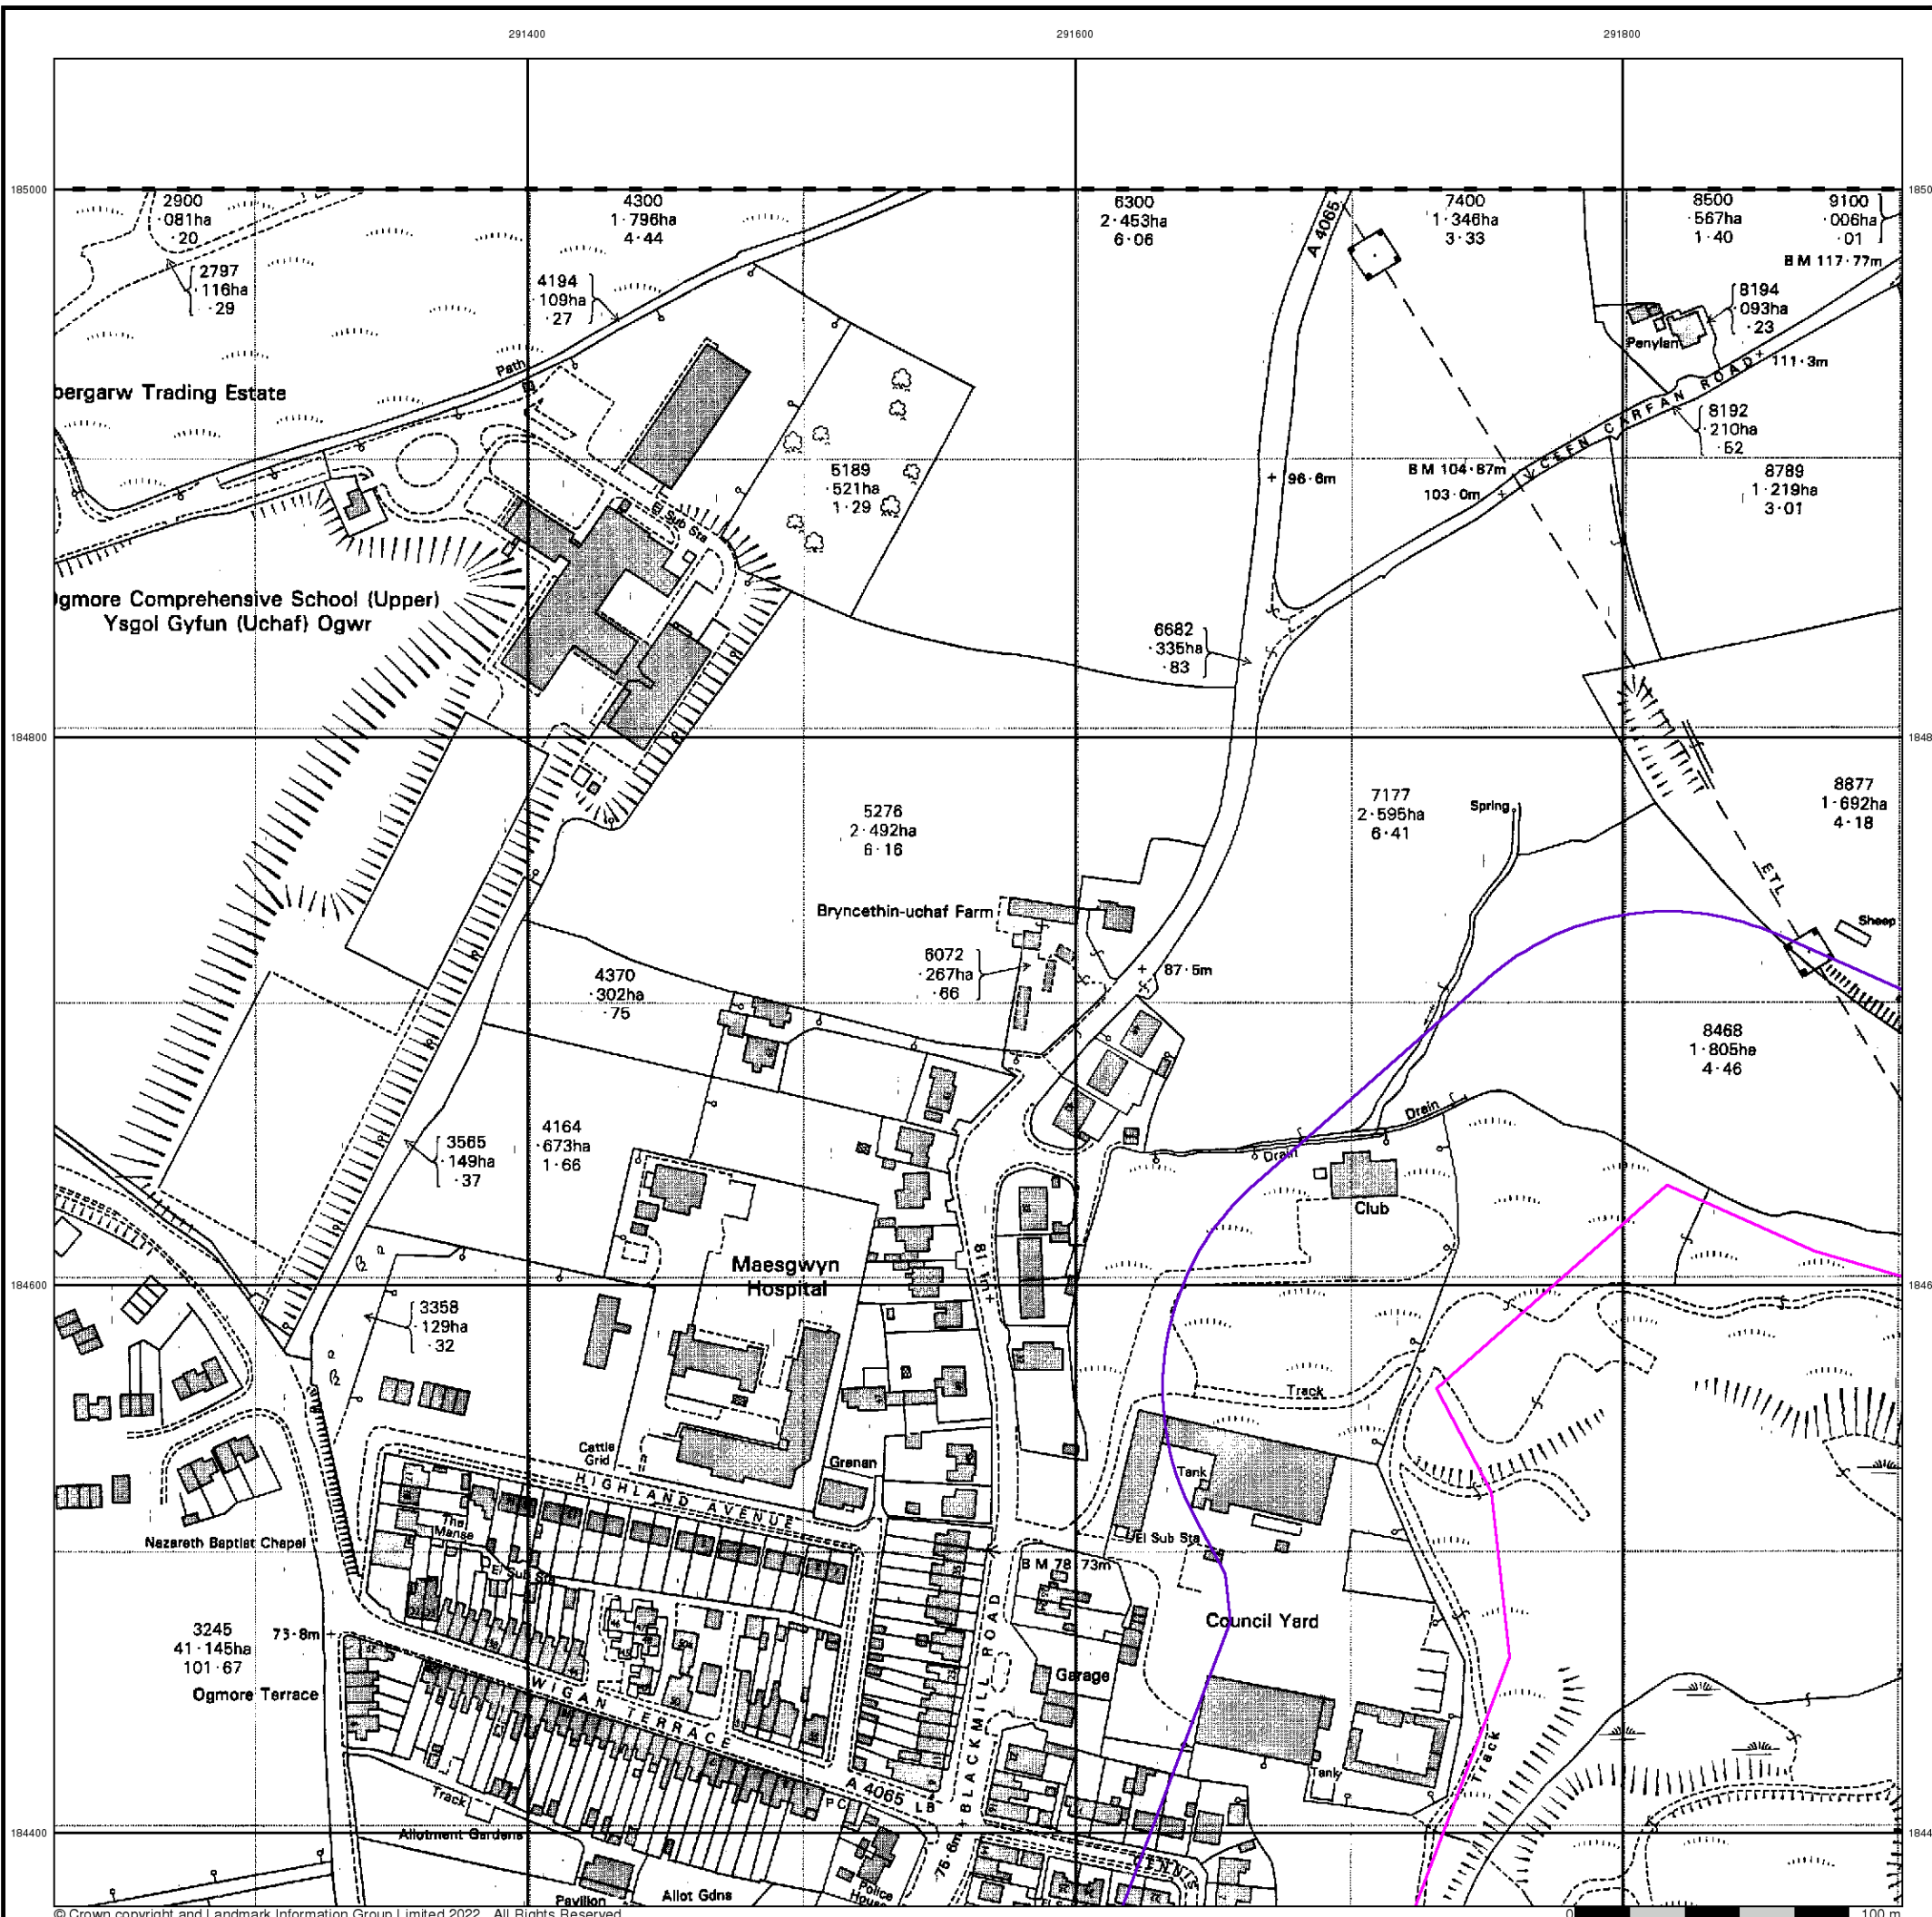 291400
291600
291800
185000
2900
·081ha
·20
4300
1·796ha
4·44
6300
2·453ha
6·06
A 4065
7400
1·346ha
3·33
8500
·567ha
1·40
9100
·006ha
·01
2797
·116ha
·29
4194
·109ha
·27
BM 117·77m
8194
·093ha
·23
Penylan
111·3m
Path
bergarw Trading Estate
CEFN CARFAN ROAD
8192
·210ha
·52
5189
·521ha
1·29
96·6m
BM 104·87m
103·0m
8789
1·219ha
3·01
El Sub Sta
gmore Comprehensive School (Upper)
Ysgol Gyfun (Uchaf) Ogwr
6682
·335ha
·83
184800
5276
2·492ha
6·16
7177
2·595ha
6·41
Spring
8877
1·692ha
4·18
ETL
Bryncethin-uchaf Farm
Sheep
6072
·267ha
·66
87·5m
4370
·302ha
·75
8468
1·805ha
4·46
Drain
3565
·149ha
·37
4164
·673ha
1·66
Drain
Club
Maesgwyn
Hospital
81·1m
184600
3358
·129ha
·32
Track
Cattle
Grid
Grenan
Tank
HIGHLAND AVENUE
The
Manse
Nazareth Baptist Chapel
El Sub Sta
El Sub Sta
BM 78·73m
Council Yard
3245
41·145ha
101·67
73·8m
Ogmore Terrace
WIGAN TERRACE
BLACKMILL ROAD
Garage
Track
Tank
Track
A 4065
PC
LB
184400
Allotment Gardens
75·6m
Pavilion
Allot Gdns
Police
House
© Crown copyright and Landmark Information Group Limited 2022. All Rights Reserved.
0
100 m